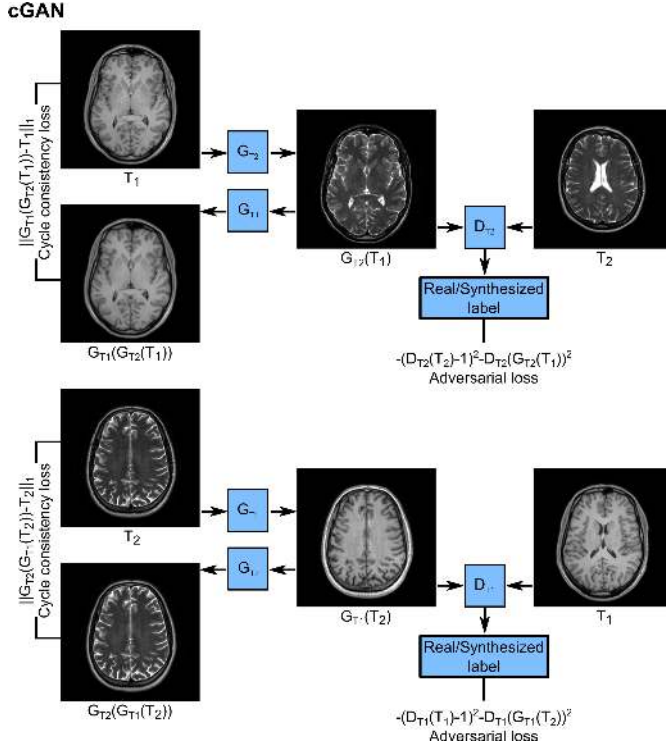 cGAN
||G_T1(G_T2(T_1))-T_1||_1
Cycle consistency loss
T_1
G_T2
G_T1
G_T1(G_T2(T_1))
G_T2(T_1)
D_T2
T_2
Real/Synthesized
label
-(D_T2(T_2)-1)^2-D_T2(G_T2(T_1))^2
Adversarial loss
||G_T2(G_T1(T_2))-T_2||_1
Cycle consistency loss
T_2
G_T2(G_T1(T_2))
G_T1(T_2)
T_1
Real/Synthesized
label
-(D_T1(T_1)-1)^2-D_T1(G_T1(T_2))^2
Adversarial loss